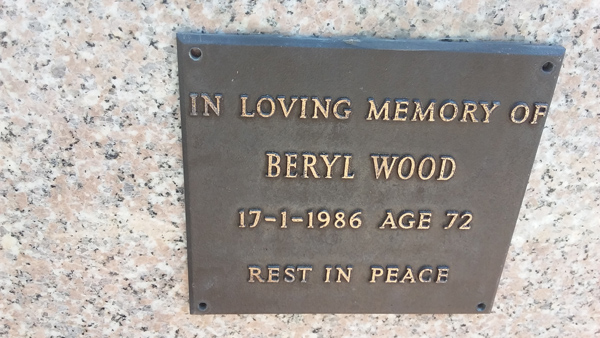 IN LOVING MEMORY OF
BERYL WOOD
17-1-1986 AGE 72
REST IN PEACE